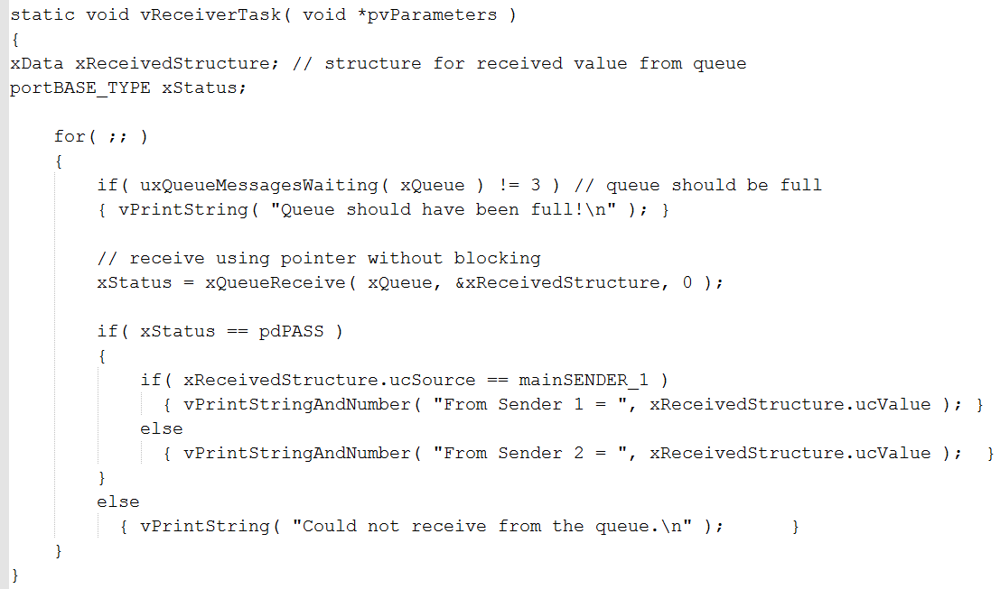 static void vReceiverTask( void *pvParameters )
{
xData xReceivedStructure; // structure for received value from queue
portBASE_TYPE xStatus;

    for( ;; )
    {
        if( uxQueueMessagesWaiting( xQueue ) != 3 ) // queue should be full
        { vPrintString( "Queue should have been full!\n" ); }

        // receive using pointer without blocking
        xStatus = xQueueReceive( xQueue, &xReceivedStructure, 0 );

        if( xStatus == pdPASS )
        {
            if( xReceivedStructure.ucSource == mainSENDER_1 )
              { vPrintStringAndNumber( "From Sender 1 = ", xReceivedStructure.ucValue ); }
            else
              { vPrintStringAndNumber( "From Sender 2 = ", xReceivedStructure.ucValue );  }
        }
        else
          { vPrintString( "Could not receive from the queue.\n" );      }
    }
}